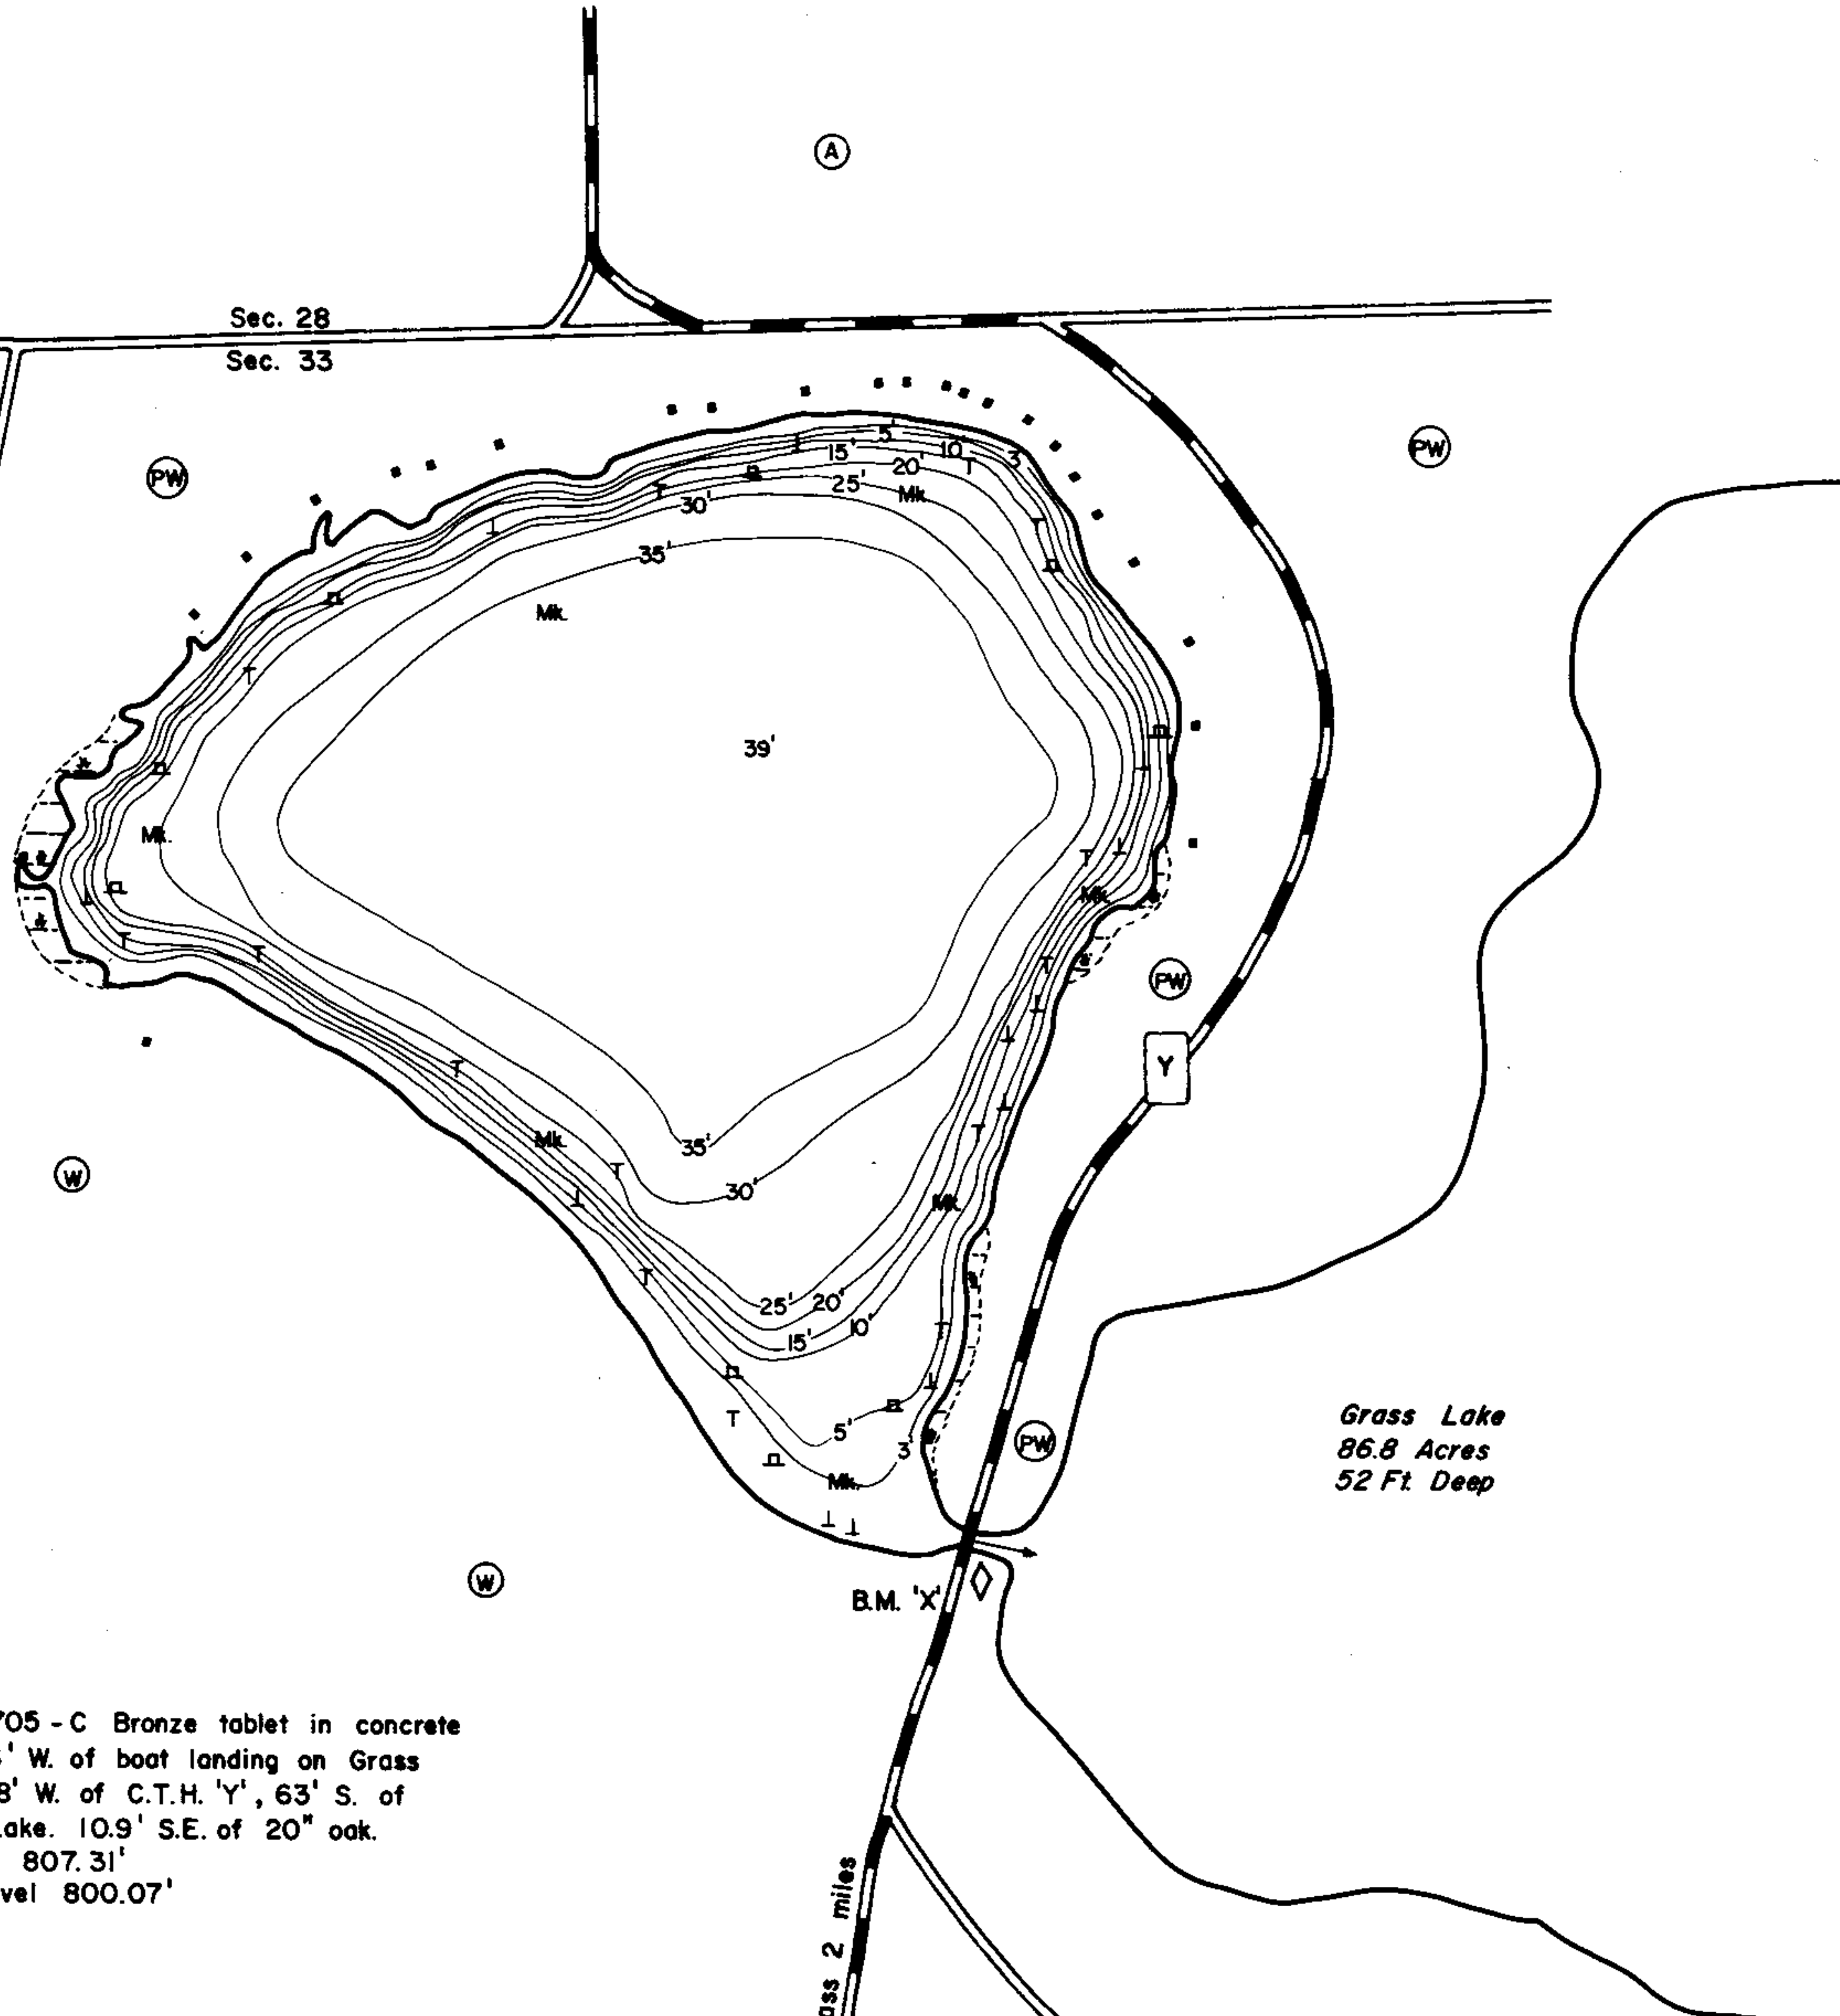 A
Sec. 28
Sec. 33
PW
PW
5'
15'
10'
3'
20'
25'
Mk.
30'
35'
Mk.
39'
Mk.
Mk.
PW
Y
Mk.
35'
W
30'
Mk.
25'
20'
15'
10'
5'
3'
PW
Mk.
Grass Lake
86.8 Acres
52 Ft. Deep
W
B.M. 'X'
705 - C Bronze tablet in concrete
' W. of boat landing on Grass
8' W. of C.T.H. 'Y', 63' S. of
Lake. 10.9' S.E. of 20" oak.
807.31'
vel 800.07'
ass 2 miles